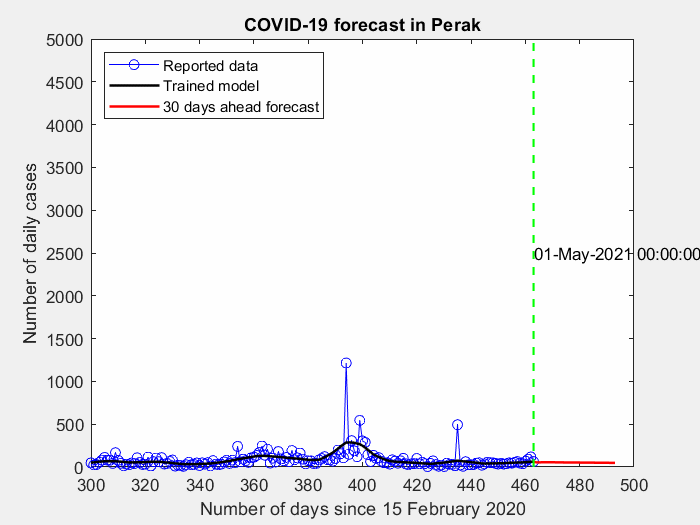 COVID-19 forecast in Perak
5000
4500
4000
3500
3000
2500
2000
1500
1000
500
0
Number of daily cases
Reported data
Trained model
30 days ahead forecast
01-May-2021 00:00:00
300 320 340 360 380 400 420 440 460 480 500
Number of days since 15 February 2020